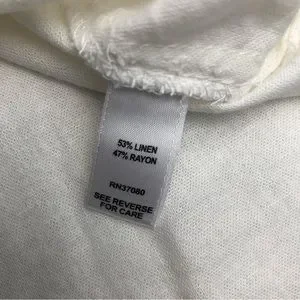 53% LINEN
47% RAYON
RN37080
SEE REVERSE
FOR CARE